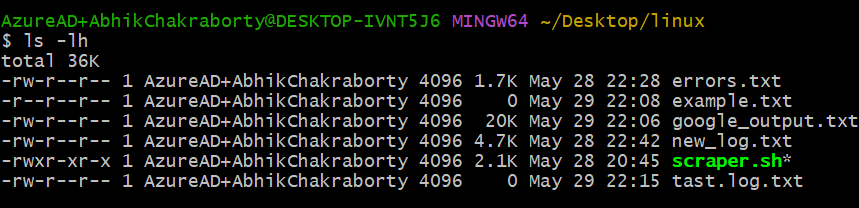 AzureAD+AbhikChakraborty@DESKTOP-IVNT5J6 MINGW64 ~/Desktop/linux
$ ls -lh
total 36K
-rw-r--r-- 1 AzureAD+AbhikChakraborty 4096 1.7K May 28 22:28 errors.txt
-rw-r--r-- 1 AzureAD+AbhikChakraborty 4096    0 May 29 22:08 example.txt
-rw-r--r-- 1 AzureAD+AbhikChakraborty 4096  20K May 29 22:06 google_output.txt
-rw-r--r-- 1 AzureAD+AbhikChakraborty 4096 4.7K May 28 22:42 new_log.txt
-rwxr-xr-x 1 AzureAD+AbhikChakraborty 4096 2.1K May 28 20:45 scraper.sh*
-rw-r--r-- 1 AzureAD+AbhikChakraborty 4096    0 May 29 22:15 tast.log.txt